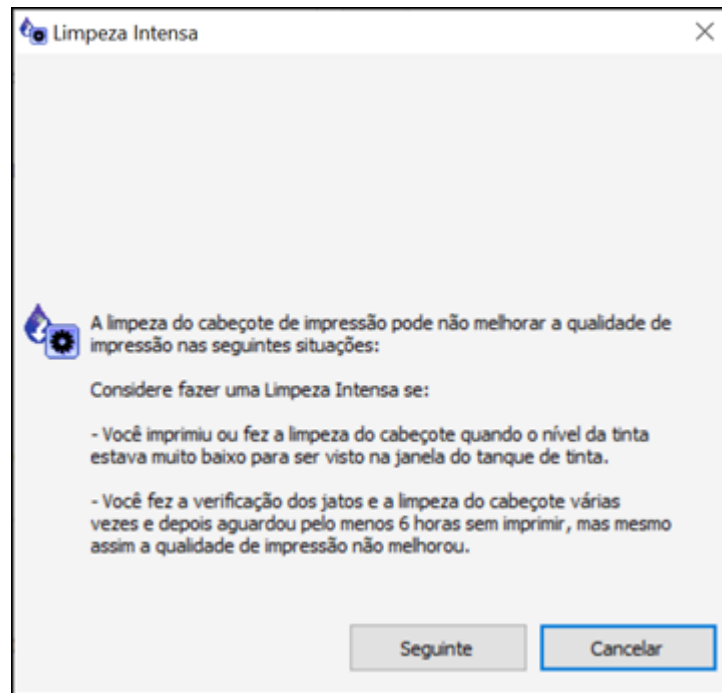 Limpeza Intensa
A limpeza do cabeçote de impressão pode não melhorar a qualidade de
impressão nas seguintes situações:
Considere fazer uma Limpeza Intensa se:
- Você imprimiu ou fez a limpeza do cabeçote quando o nível da tinta
estava muito baixo para ser visto na janela do tanque de tinta.
- Você fez a verificação dos jatos e a limpeza do cabeçote várias
vezes e depois aguardou pelo menos 6 horas sem imprimir, mas mesmo
assim a qualidade de impressão não melhorou.
Seguinte
Cancelar